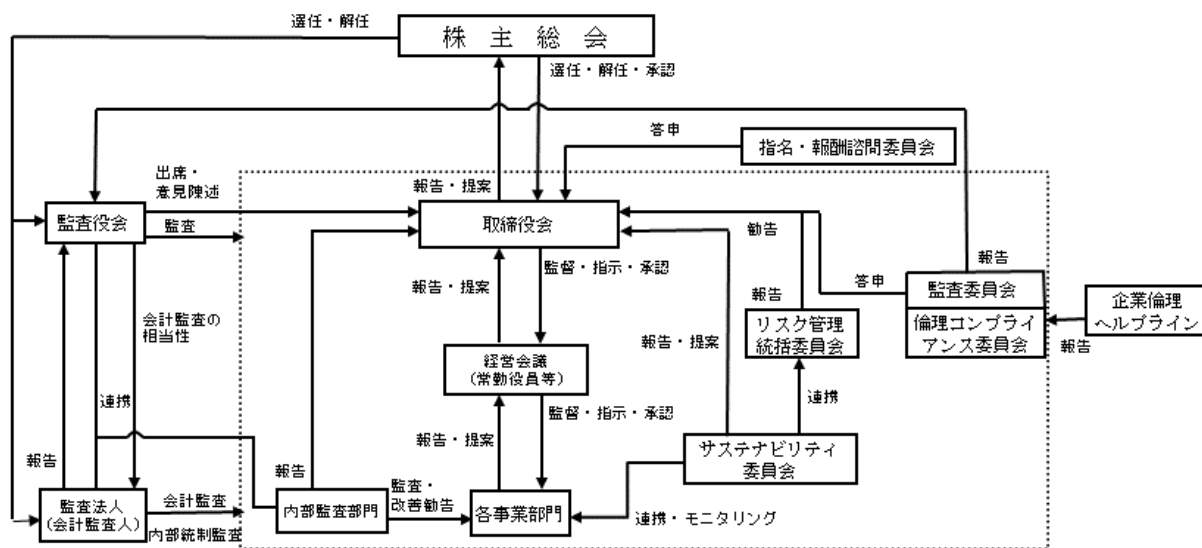 選任・解任
株主総会
選任・解任・承認
答申
指名・報酬諮問委員会
出席・
意見陳述
報告・提案
監査役会
監査
取締役会
勧告
報告
監督・指示・承認
報告・提案
答申
監査委員会
企業倫理
ヘルプライン
会計監査の
相当性
報告
リスク管理
統括委員会
倫理コンプライ
アンス委員会
報告
報告・提案
経営会議
(常勤役員等)
連携
連携
監督・指示・承認
報告・提案
サステナビリティ
委員会
報告
報告
監査・
改善勧告
監査法人
(会計監査人)
会計監査
内部統制監査
内部監査部門
各事業部門
連携・モニタリング